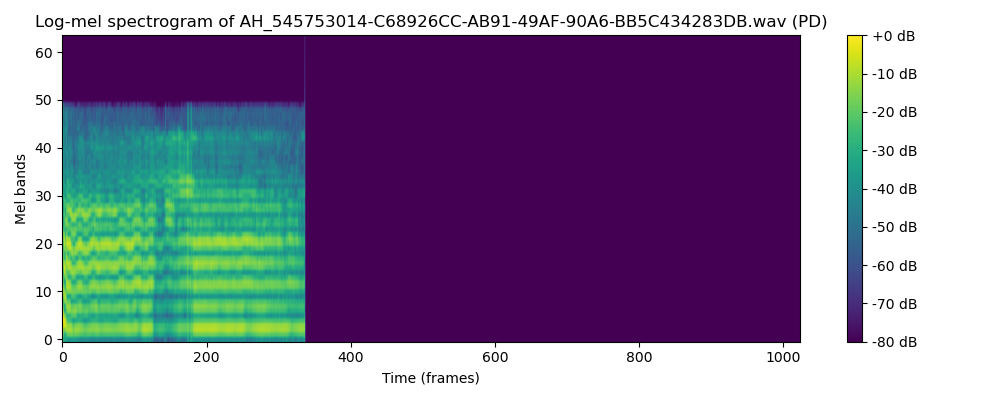 Log-mel spectrogram of AH_545753014-C68926CC-AB91-49AF-90A6-BB5C434283DB.wav (PD)
Mel bands
60
50
40
30
20
10
0
0
200
400
600
800
1000
Time (frames)
+0 dB
-10 dB
-20 dB
-30 dB
-40 dB
-50 dB
-60 dB
-70 dB
-80 dB